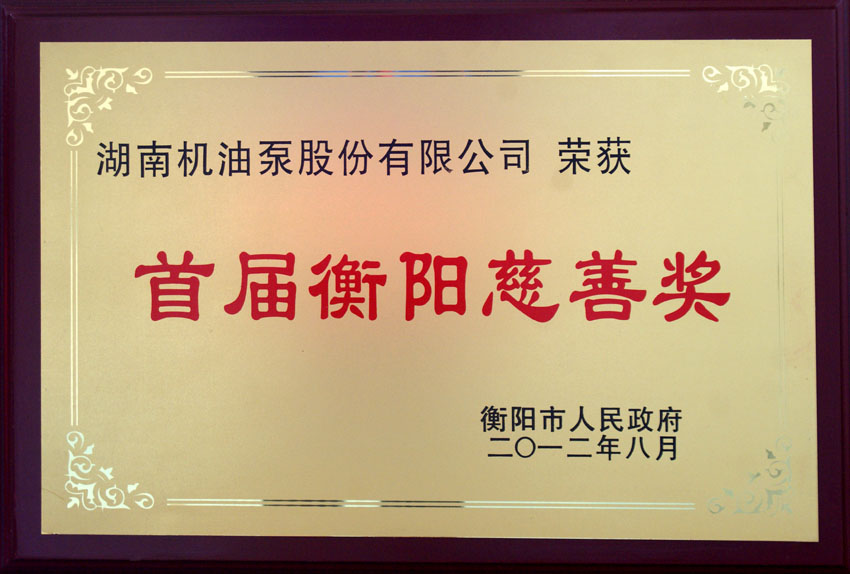 湖南机油泵股份有限公司 荣获
首届衡阳慈善奖
衡阳市人民政府
二〇一二年八月